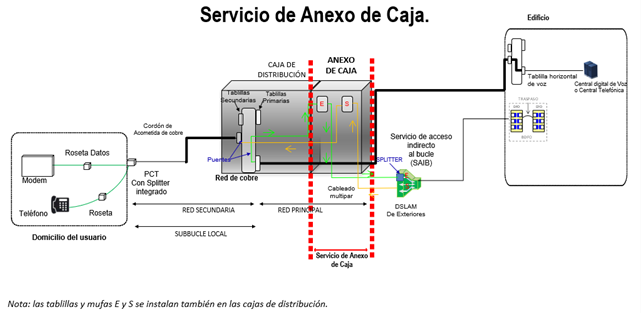 Servicio de Anexo de Caja.
Edificio
CAJA DE
DISTRIBUCIÓN
ANEXO
DE CAJA
Tablillas
Secundarias
Tablillas
Primarias
E
S
Tablilla horizontal
de voz
Central digital de Voz
o Central Telefónica
Cordón de
Acometida de cobre
Servicio de acceso
indirecto
al bucle
(SAIB)
Roseta Datos
PCT
Con Splitter
integrado
Puentes
SPLITTER
Modem
Red de cobre
Cableado
multipar
Teléfono
Roseta
DSLAM
De Exteriores
RED SECUNDARIA
RED PRINCIPAL
Domicilio del usuario
SUBBUCLE LOCAL
Servicio de Anexo
de Caja
Nota: las tablillas y mufas E y S se instalan también en las cajas de distribución.